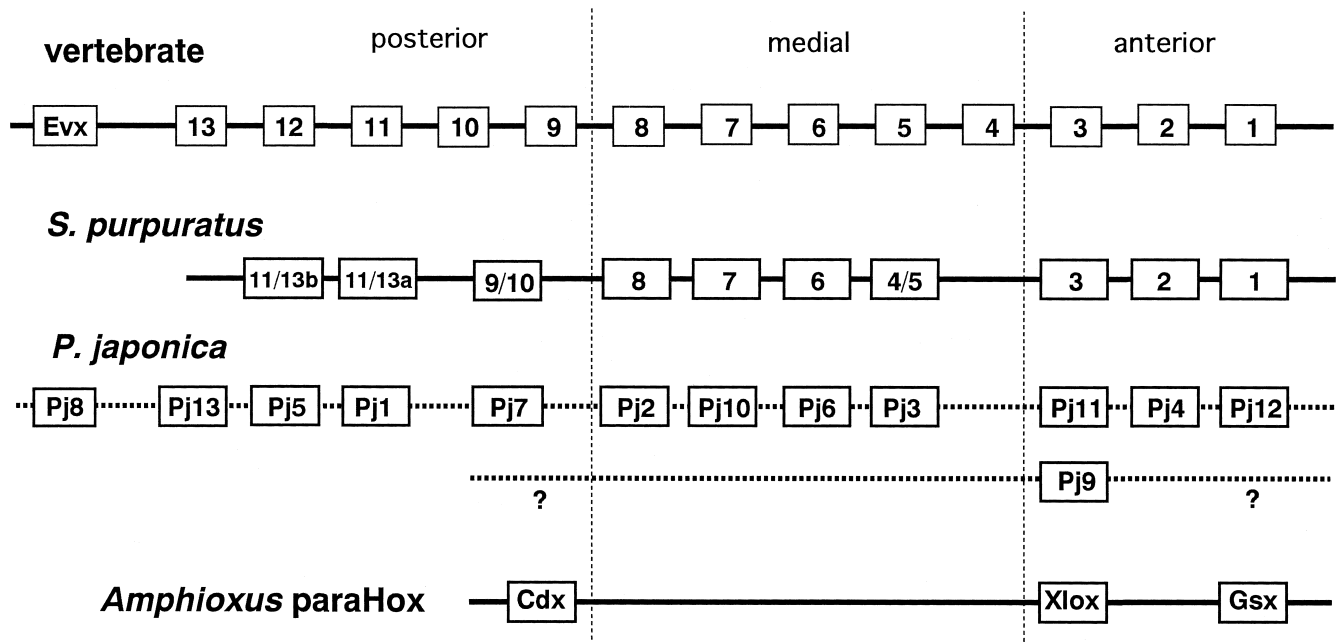 posterior medial anterior
vertebrate
Evx 13 12 11 10 9 8 7 6 5 4 3 2 1
S. purpuratus
11/13b 11/13a 9/10 8 7 6 4/5 3 2 1
P. japonica
Pj8 Pj13 Pj5 Pj1 Pj7 Pj2 Pj10 Pj6 Pj3 Pj11 Pj4 Pj12
Pj9
? ?
Amphioxus paraHox Cdx Xlox Gsx